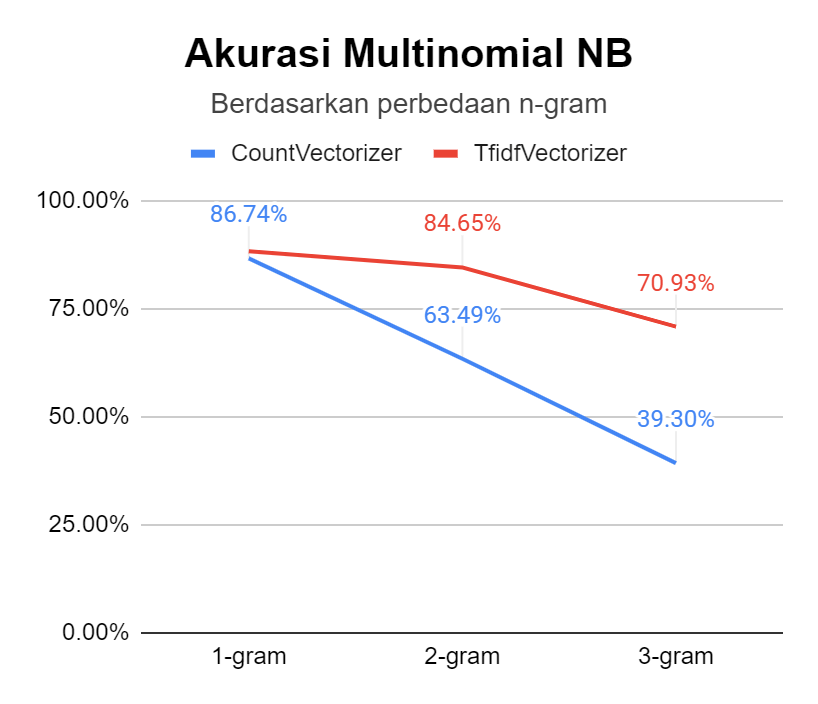 Akurasi Multinomial NB
Berdasarkan perbedaan n-gram
CountVectorizer TfidfVectorizer
100.00%
86.74%
84.65%
70.93%
75.00%
63.49%
50.00%
39.30%
25.00%
0.00%
1-gram 2-gram 3-gram